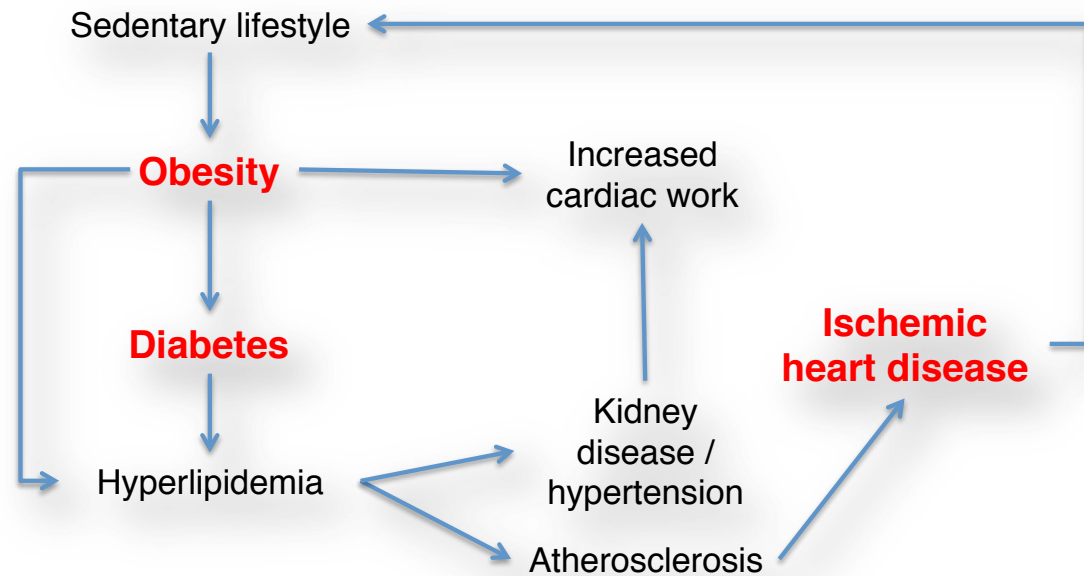 Sedentary lifestyle
Obesity
Increased
cardiac work
Diabetes
Ischemic
heart disease
Kidney
disease /
hypertension
Hyperlipidemia
Atherosclerosis